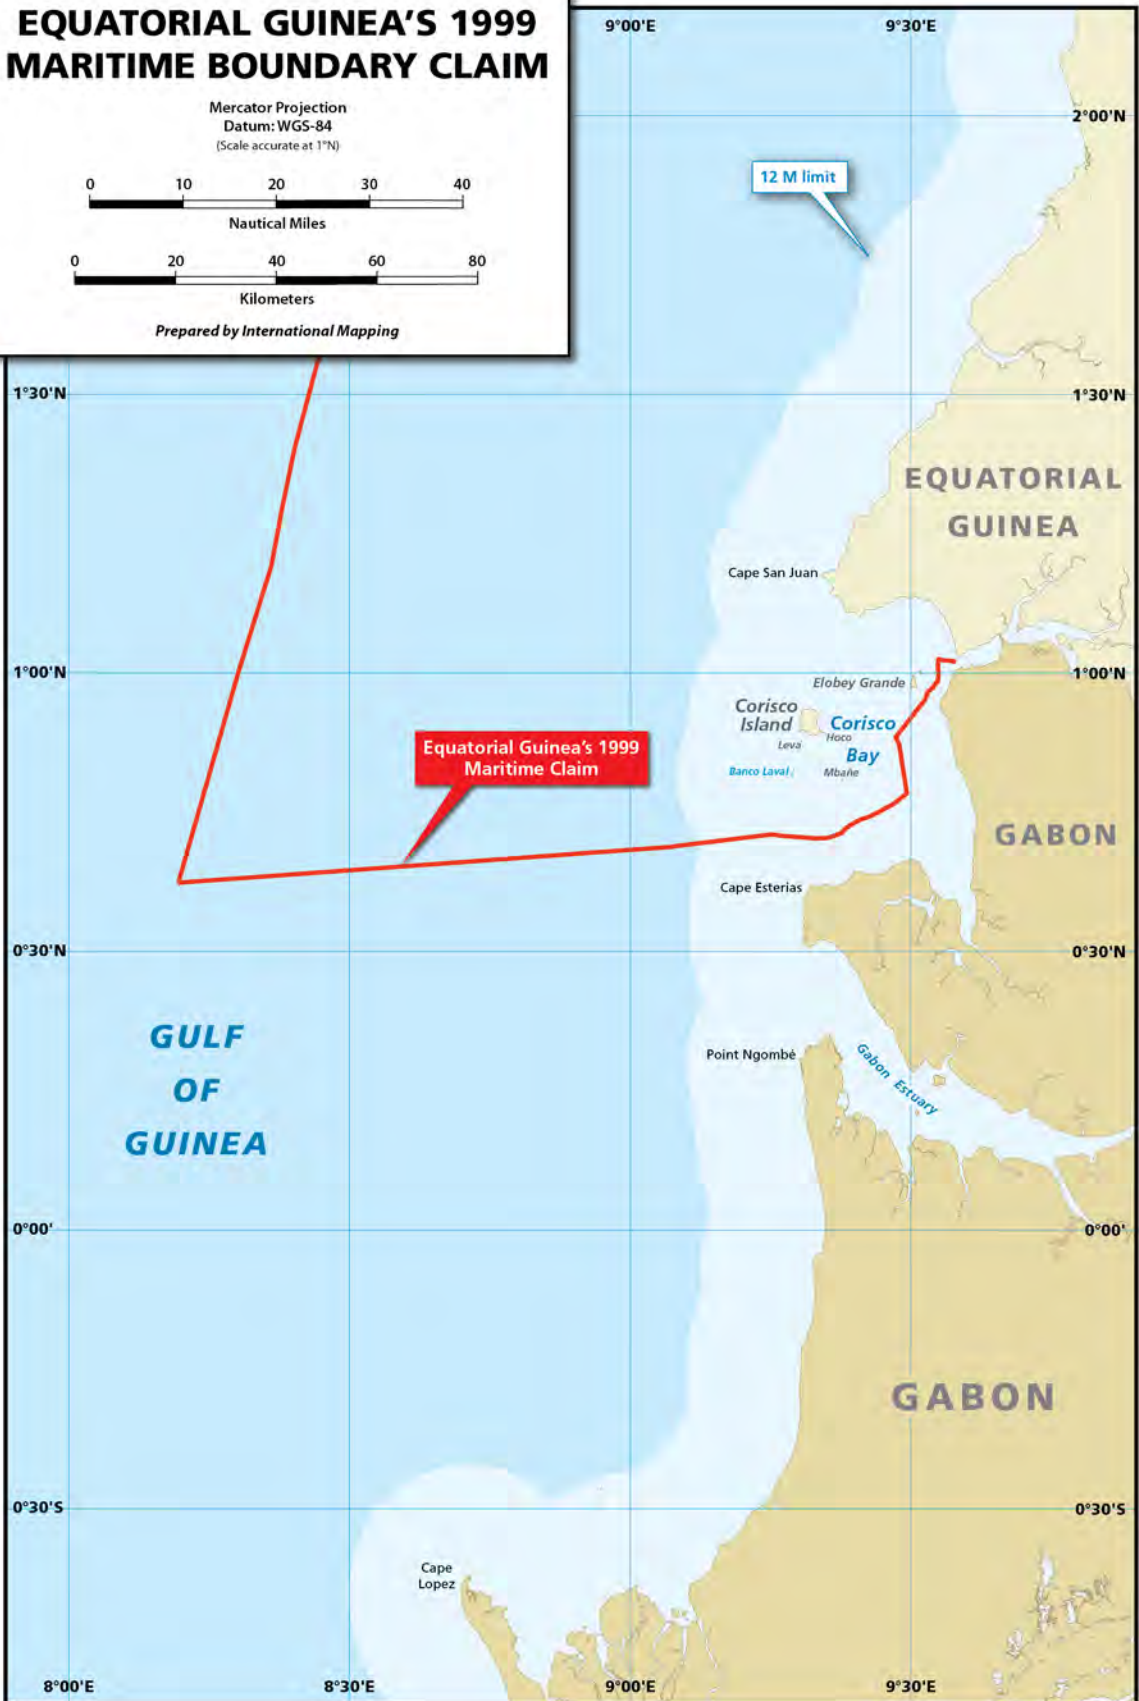 EQUATORIAL GUINEA'S 1999
MARITIME BOUNDARY CLAIM
Mercator Projection
Datum: WGS-84
(Scale accurate at 1°N)
0 10 20 30 40
Nautical Miles
0 20 40 60 80
Kilometers
Prepared by International Mapping
9°00'E 9°30'E
2°00'N
12 M limit
1°30'N 1°30'N
EQUATORIAL
GUINEA
Cape San Juan
1°00'N 1°00'N
Elobey Grande
Corisco
Island
Corisco
Bay
Hoco
Leva
Banco Laval
Mbañe
Equatorial Guinea's 1999
Maritime Claim
GABON
Cape Esterias
0°30'N 0°30'N
GULF
OF
GUINEA
Point Ngombé
Gabon Estuary
0°00' 0°00'
GABON
0°30'S 0°30'S
Cape
Lopez
8°00'E 8°30'E 9°00'E 9°30'E